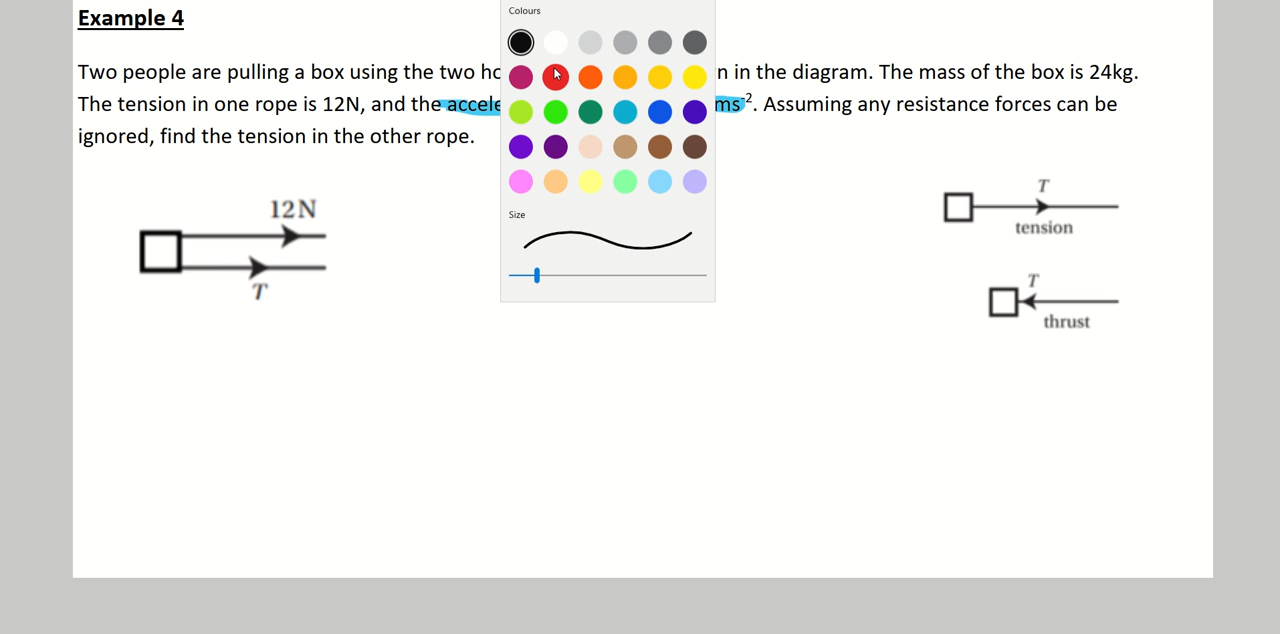 Example 4
Colours
Two people are pulling a box using the two n in the diagram. The mass of the box is 24kg.
The tension in one rope is 12N, and the accele ms⁻². Assuming any resistance forces can be
ignored, find the tension in the other rope.
Size
12N
T
T
tension
T
thrust